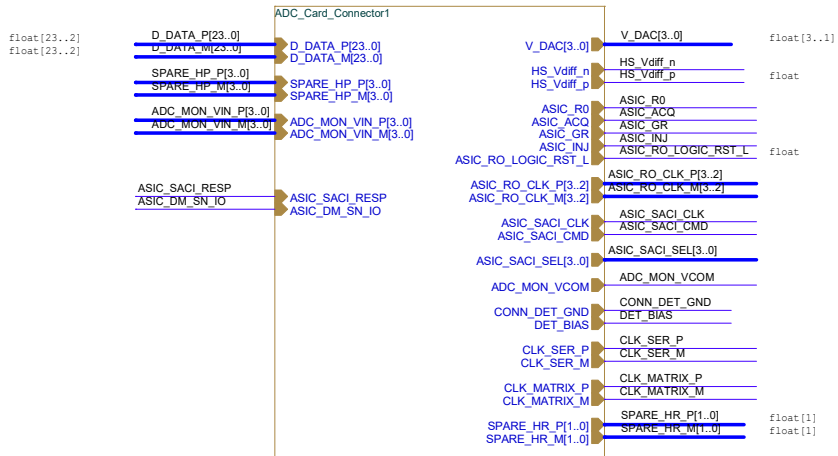 ADC_Card_Connector1
float[23..2]
float[23..2]
D_DATA_P[23..0]
D_DATA_M[23..0]
D_DATA_P[23..0]
D_DATA_M[23..0]
SPARE_HP_P[3..0]
SPARE_HP_M[3..0]
SPARE_HP_P[3..0]
SPARE_HP_M[3..0]
ADC_MON_VIN_P[3..0]
ADC_MON_VIN_M[3..0]
ADC_MON_VIN_P[3..0]
ADC_MON_VIN_M[3..0]
ASIC_SACI_RESP
ASIC_DM_SN_IO
ASIC_SACI_RESP
ASIC_DM_SN_IO
V_DAC[3..0]
V_DAC[3..0]
float[3..1]
HS_Vdiff_n
HS_Vdiff_p
HS_Vdiff_n
HS_Vdiff_p
float
ASIC_R0
ASIC_ACQ
ASIC_GR
ASIC_INJ
ASIC_RO_LOGIC_RST_L
ASIC_R0
ASIC_ACQ
ASIC_GR
ASIC_INJ
ASIC_RO_LOGIC_RST_L
float
ASIC_RO_CLK_P[3..2]
ASIC_RO_CLK_M[3..2]
ASIC_RO_CLK_P[3..2]
ASIC_RO_CLK_M[3..2]
ASIC_SACI_CLK
ASIC_SACI_CMD
ASIC_SACI_CLK
ASIC_SACI_CMD
ASIC_SACI_SEL[3..0]
ASIC_SACI_SEL[3..0]
ADC_MON_VCOM
ADC_MON_VCOM
CONN_DET_GND
DET_BIAS
CONN_DET_GND
DET_BIAS
CLK_SER_P
CLK_SER_M
CLK_SER_P
CLK_SER_M
CLK_MATRIX_P
CLK_MATRIX_M
CLK_MATRIX_P
CLK_MATRIX_M
SPARE_HR_P[1..0]
SPARE_HR_M[1..0]
SPARE_HR_P[1..0]
SPARE_HR_M[1..0]
float[1]
float[1]